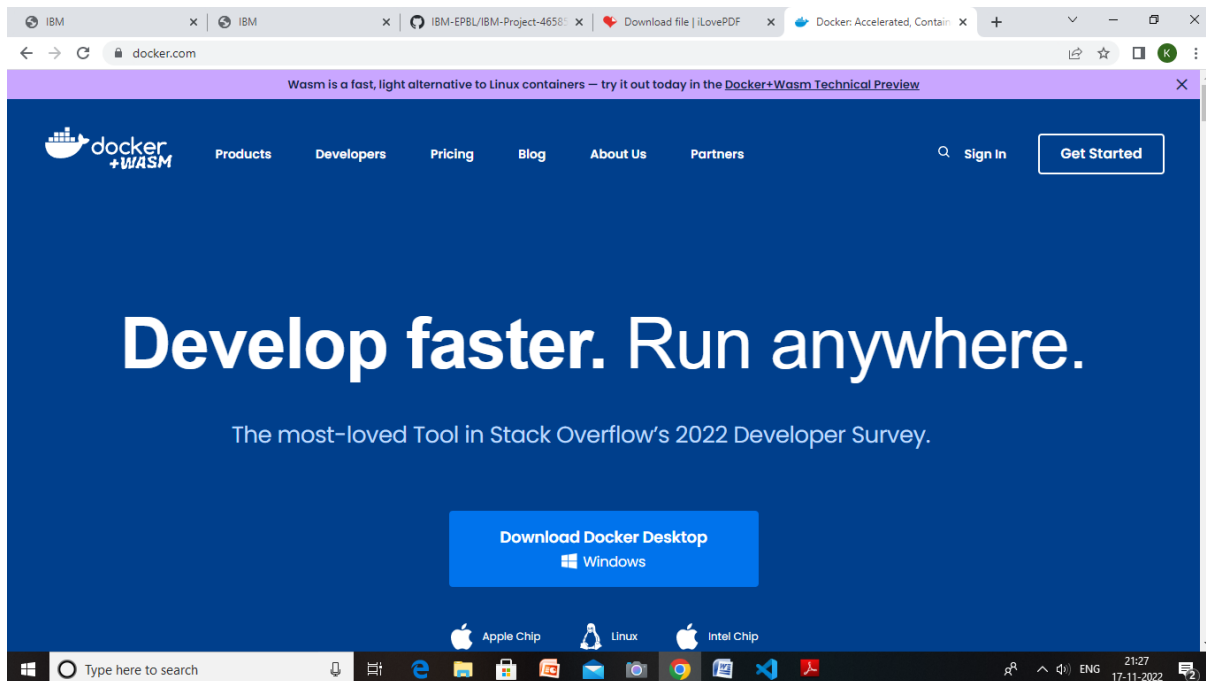 IBM
IBM
IBM-EPBL/IBM-Project-4658
Download file | iLovePDF
Docker: Accelerated, Contain
docker.com
K
Wasm is a fast, light alternative to Linux containers — try it out today in the Docker+Wasm Technical Preview
docker
+WASM
Products Developers Pricing Blog About Us Partners Sign In Get Started
Develop faster. Run anywhere.
The most-loved Tool in Stack Overflow's 2022 Developer Survey.
Download Docker Desktop
Windows
Apple Chip Linux Intel Chip
Type here to search
ENG
21:27
17-11-2022
2